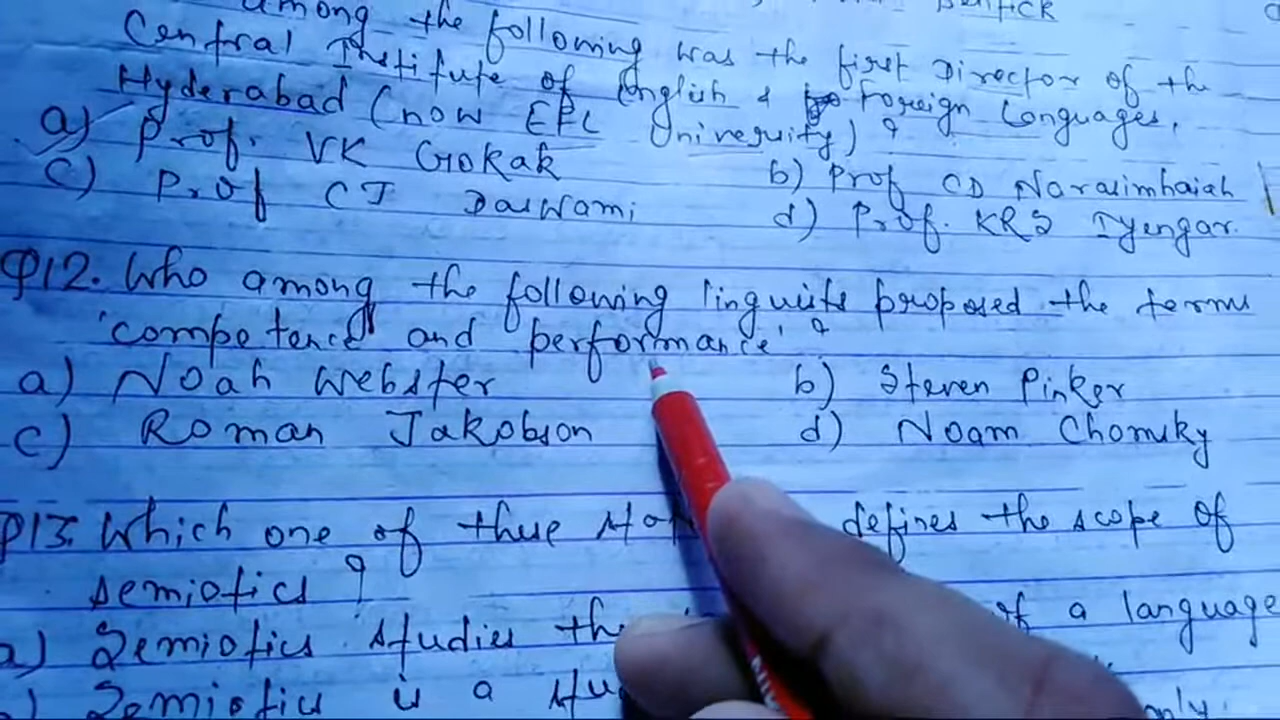 among the following was the first Director of the
Central Institute of English & Foreign Languages,
Hyderabad (now EFL University)?
a) Prof. VK Gokak
b) Prof CD Narasimhaiah
c) Prof CJ Daswami
d) Prof. KRS Iyengar.
Q12. Who among the following linguists proposed the terms
'competence and performance'?
a) Noah Webster
b) Steven Pinker
c) Roman Jakobson
d) Noam Chomsky
Q13. Which one of these defines the scope of
semiotics?
a) Semiotics studies the of a language
Semiotics is a only.